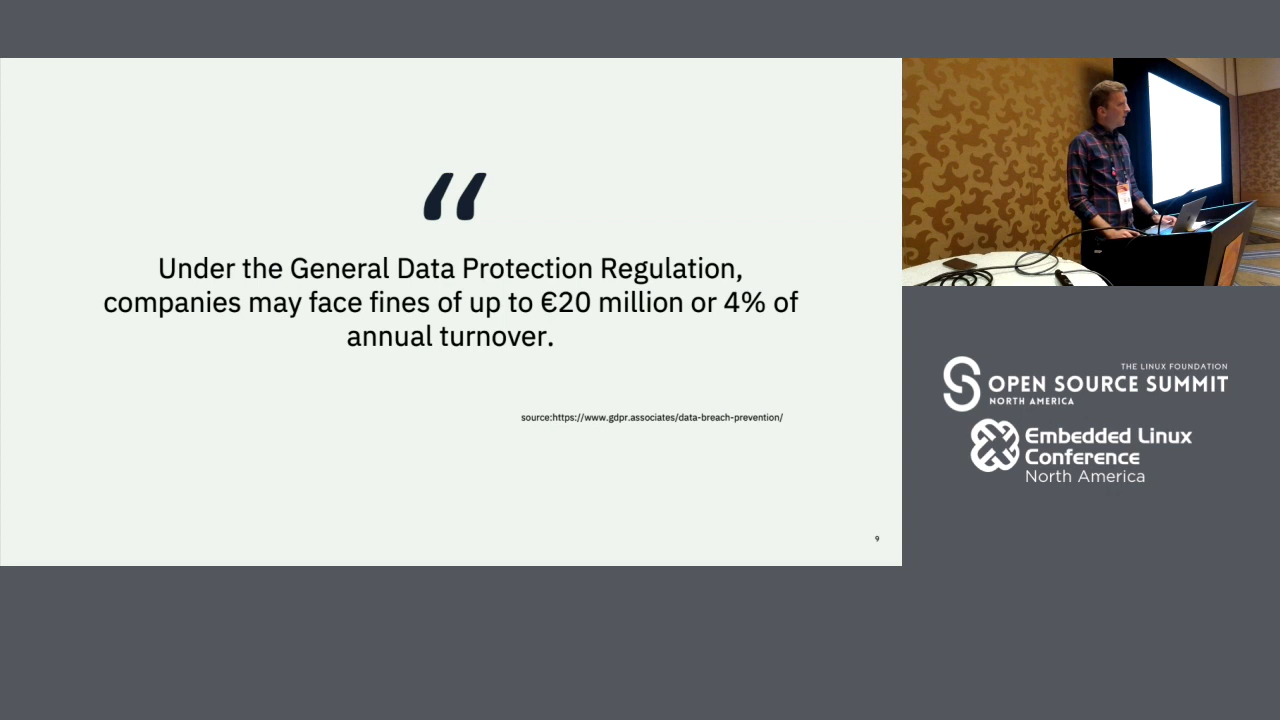 “
Under the General Data Protection Regulation,
companies may face fines of up to €20 million or 4% of
annual turnover.
source:https://www.gdpr.associates/data-breach-prevention/
9
THE LINUX FOUNDATION
OPEN SOURCE SUMMIT
NORTH AMERICA
Embedded Linux
Conference
North America